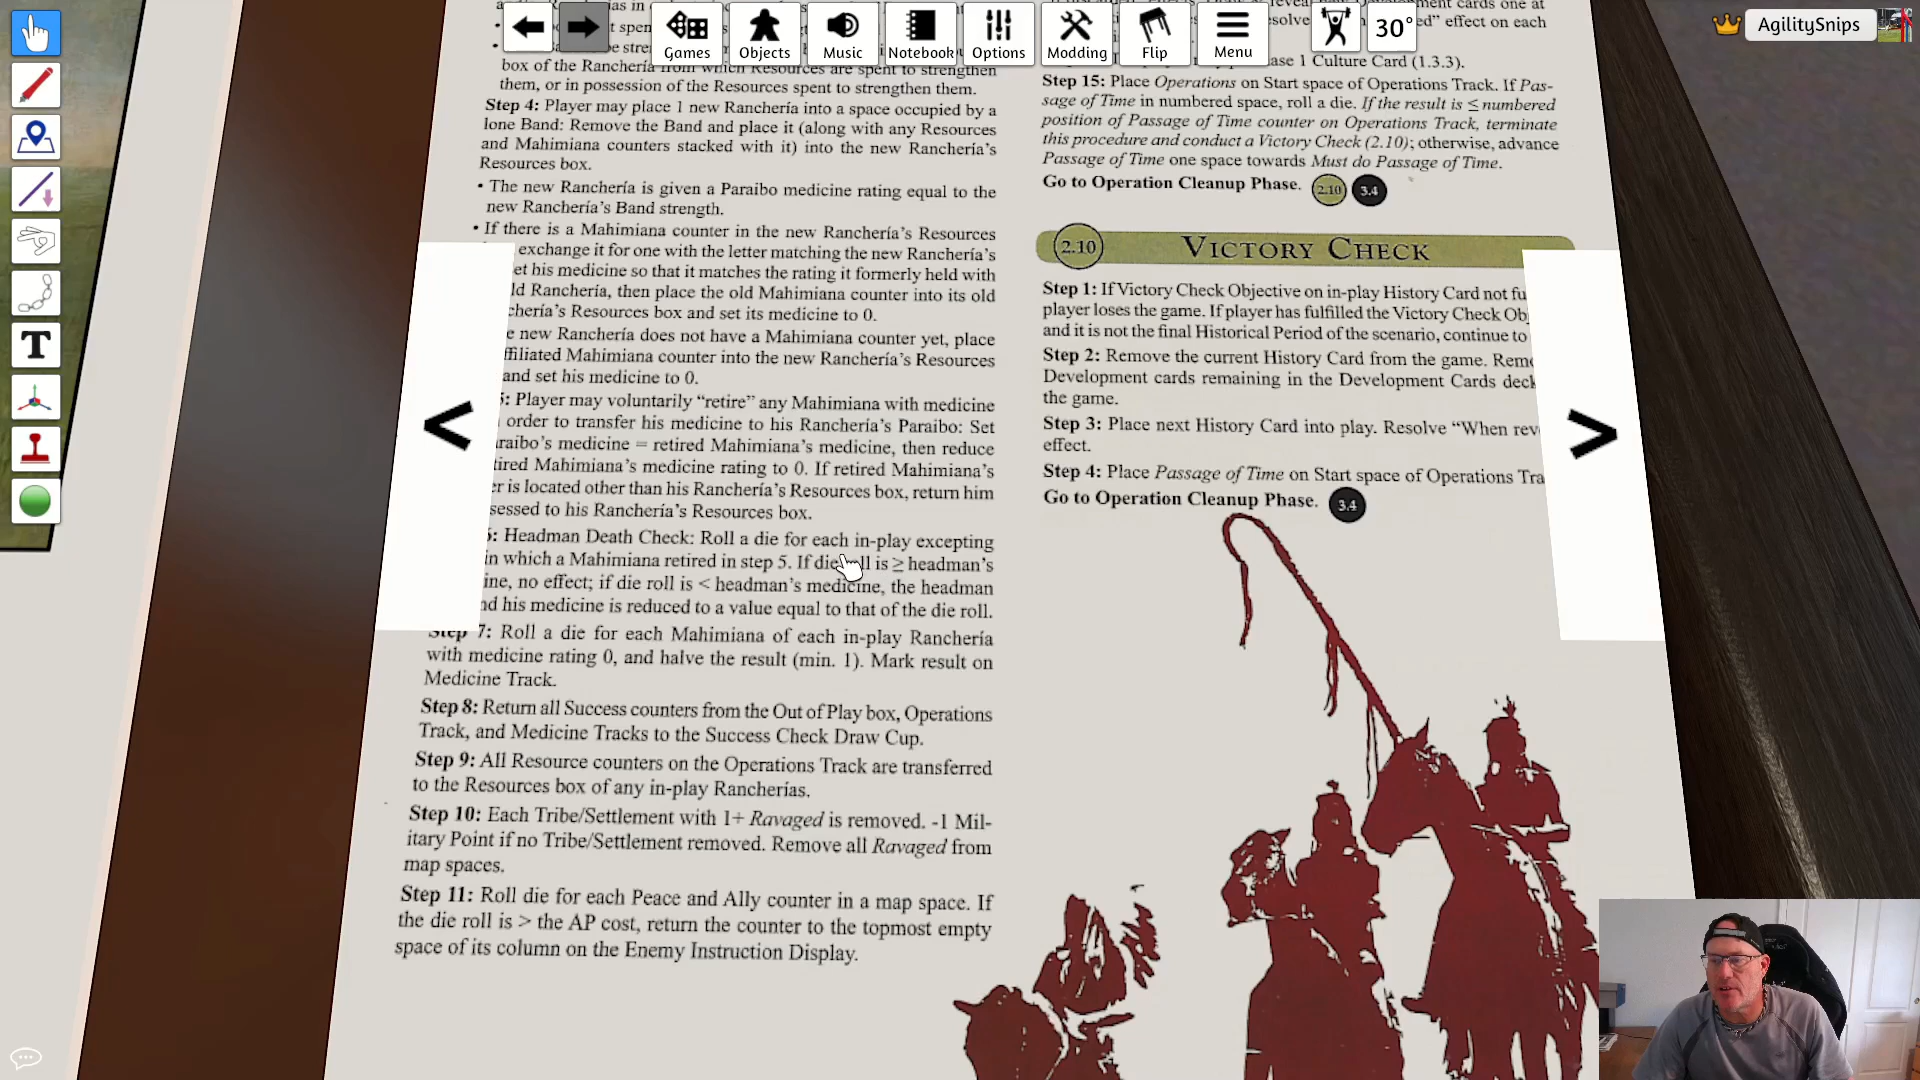 Games
Objects
Music
Notebook
Options
Modding
Flip
Menu
30°
AgilitySnips
T
box of the Ranchería from which Resources are spent to strengthen
them, or in possession of the Resources spent to strengthen them.
Step 4: Player may place 1 new Ranchería into a space occupied by a
lone Band: Remove the Band and place it (along with any Resources
and Mahimiana counters stacked with it) into the new Ranchería's
Resources box.
• The new Ranchería is given a Paraibo medicine rating equal to the
new Ranchería's Band strength.
• If there is a Mahimiana counter in the new Ranchería's Resources
exchange it for one with the letter matching the new Ranchería's
et his medicine so that it matches the rating it formerly held with
ld Ranchería, then place the old Mahimiana counter into its old
chería's Resources box and set its medicine to 0.
e new Ranchería does not have a Mahimiana counter yet, place
ffiliated Mahimiana counter into the new Ranchería's Resources
and set his medicine to 0.
: Player may voluntarily "retire" any Mahimiana with medicine
order to transfer his medicine to his Ranchería's Paraibo: Set
raibo's medicine = retired Mahimiana's medicine, then reduce
tired Mahimiana's medicine rating to 0. If retired Mahimiana's
er is located other than his Ranchería's Resources box, return him
sessed to his Ranchería's Resources box.
: Headman Death Check: Roll a die for each in-play excepting
in which a Mahimiana retired in step 5. If die roll is ≥ headman's
ine, no effect; if die roll is < headman's medicine, the headman
nd his medicine is reduced to a value equal to that of the die roll.
Step 7: Roll a die for each Mahimiana of each in-play Ranchería
with medicine rating 0, and halve the result (min. 1). Mark result on
Medicine Track.
Step 8: Return all Success counters from the Out of Play box, Operations
Track, and Medicine Tracks to the Success Check Draw Cup.
Step 9: All Resource counters on the Operations Track are transferred
to the Resources box of any in-play Rancherías.
Step 10: Each Tribe/Settlement with 1+ Ravaged is removed. -1 Mil-
itary Point if no Tribe/Settlement removed. Remove all Ravaged from
map spaces.
Step 11: Roll die for each Peace and Ally counter in a map space. If
the die roll is > the AP cost, return the counter to the topmost empty
space of its column on the Enemy Instruction Display.
ase 1 Culture Card (1.3.3).
Step 15: Place Operations on Start space of Operations Track. If Pas-
sage of Time in numbered space, roll a die. If the result is ≤ numbered
position of Passage of Time counter on Operations Track, terminate
this procedure and conduct a Victory Check (2.10); otherwise, advance
Passage of Time one space towards Must do Passage of Time.
Go to Operation Cleanup Phase. 2.10 3.4
2.10 VICTORY CHECK
Step 1: If Victory Check Objective on in-play History Card not fu
player loses the game. If player has fulfilled the Victory Check Ob
and it is not the final Historical Period of the scenario, continue to
Step 2: Remove the current History Card from the game. Rem
Development cards remaining in the Development Cards deck
the game.
Step 3: Place next History Card into play. Resolve "When rev
effect.
Step 4: Place Passage of Time on Start space of Operations Tra
Go to Operation Cleanup Phase. 3.4
<
>